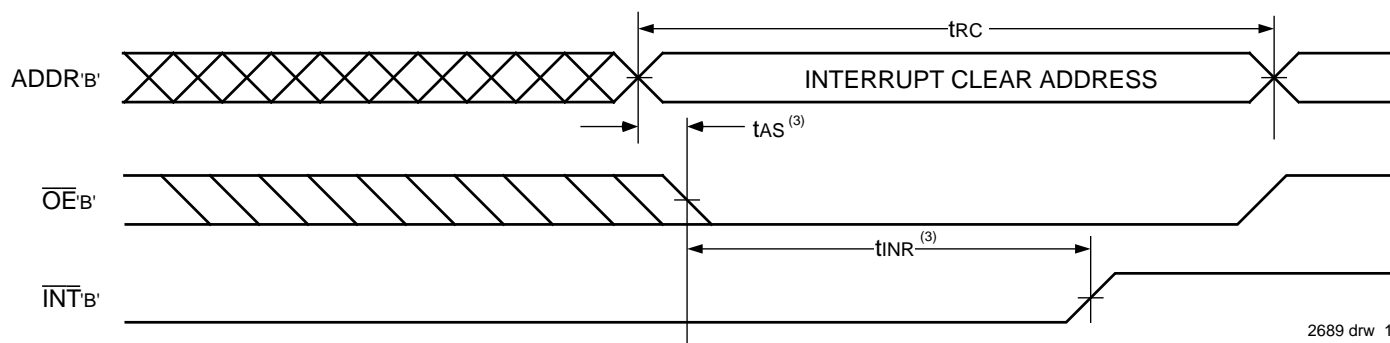 tRC
ADDR'B'
INTERRUPT CLEAR ADDRESS
tAS (3)
OE'B'
tINR (3)
INT'B'
2689 drw 1